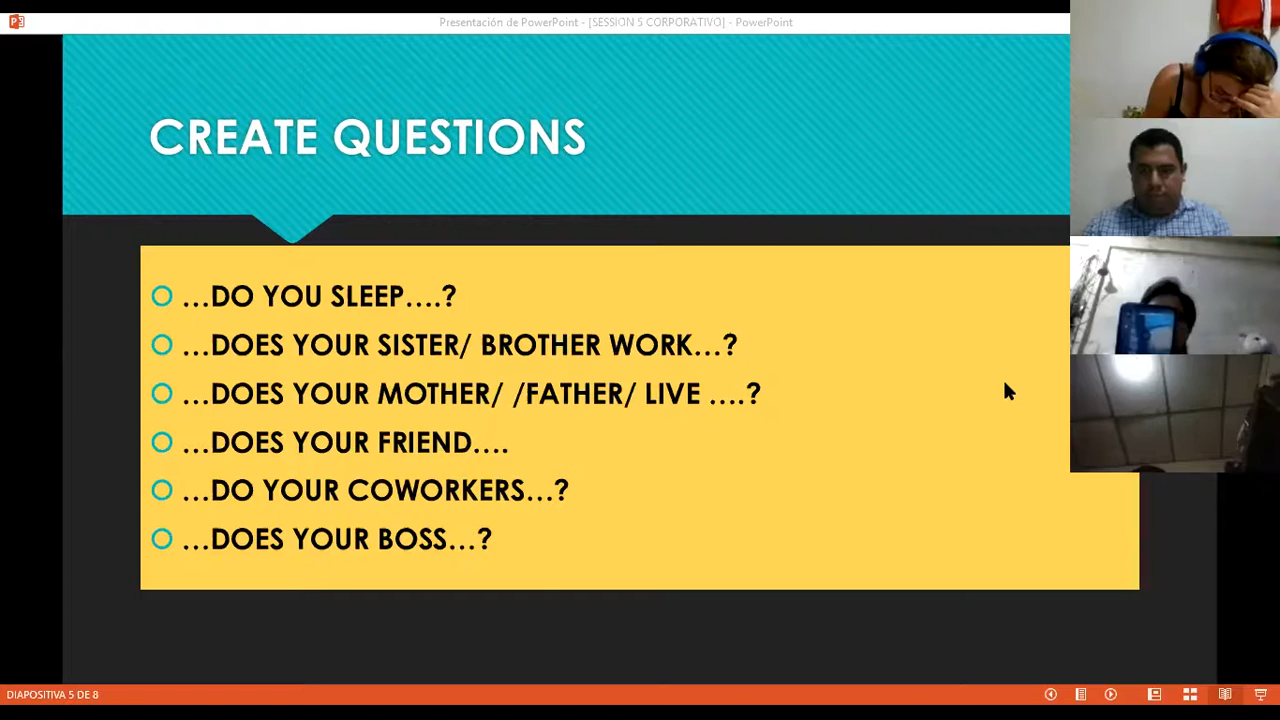 Presentación de PowerPoint - [SESSION 5 CORPORATIVO] - PowerPoint
CREATE QUESTIONS
...DO YOU SLEEP....?
...DOES YOUR SISTER/ BROTHER WORK...?
...DOES YOUR MOTHER/ /FATHER/ LIVE ....?
...DOES YOUR FRIEND....
...DO YOUR COWORKERS...?
...DOES YOUR BOSS...?
DIAPOSITIVA 5 DE 8